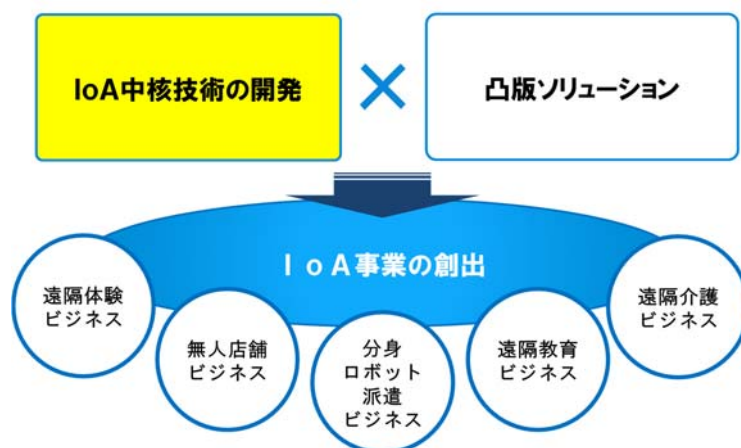 IoA中核技術の開発
×
凸版ソリューション
IoA事業の創出
遠隔体験
ビジネス
無人店舗
ビジネス
分身
ロボット
派遣
ビジネス
遠隔教育
ビジネス
遠隔介護
ビジネス